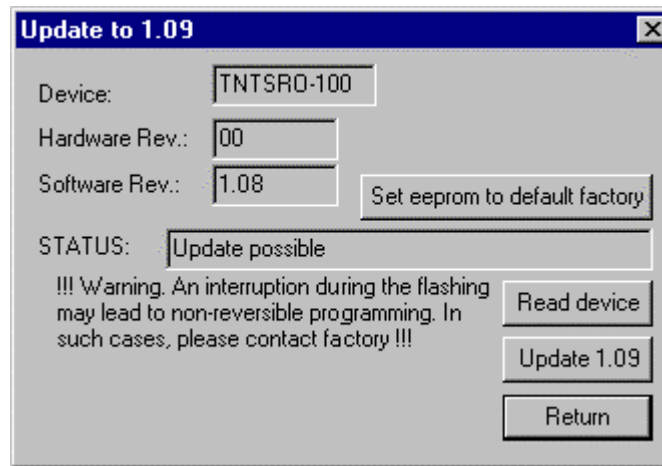 Update to 1.09
Device: TNTSRO-100
Hardware Rev.: 00
Software Rev.: 1.08
Set eeprom to default factory
STATUS: Update possible
!!! Warning. An interruption during the flashing
may lead to non-reversible programming. In
such cases, please contact factory !!!
Read device
Update 1.09
Return